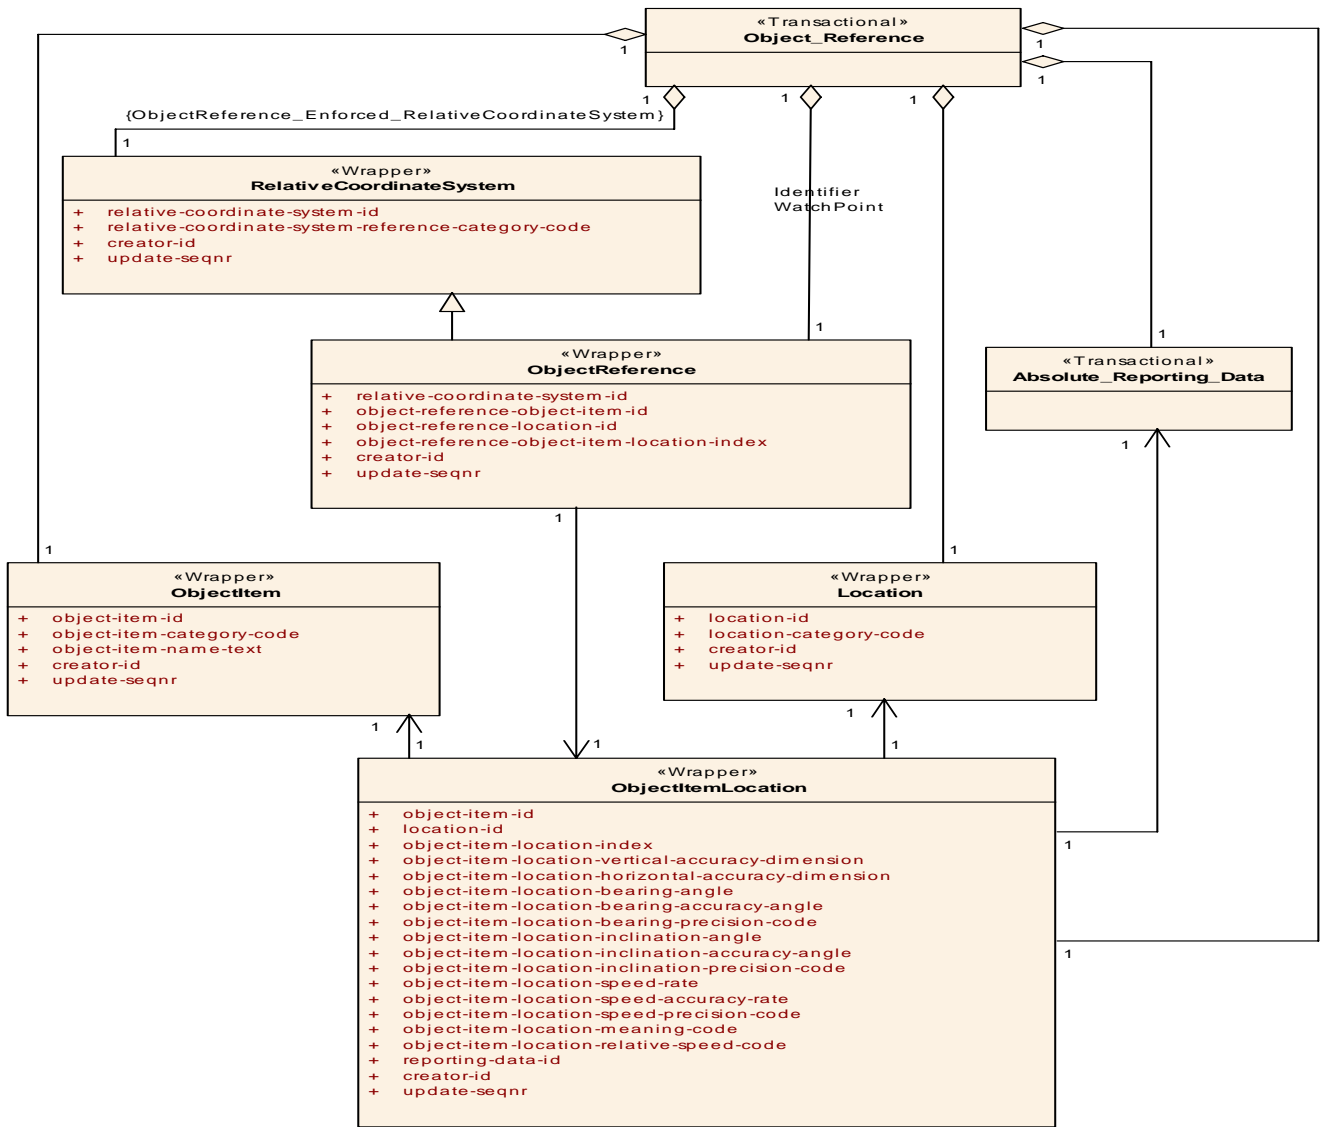 «Transactional»
Object_Reference
1
1
1
1
1
1
{ObjectReference_Enforced_RelativeCoordinateSystem}
1
«Wrapper»
RelativeCoordinateSystem
+ relative-coordinate-system-id
+ relative-coordinate-system-reference-category-code
+ creator-id
+ update-seqnr
Identifier
WatchPoint
1
1
«Wrapper»
ObjectReference
+ relative-coordinate-system-id
+ object-reference-object-item-id
+ object-reference-location-id
+ object-reference-object-item-location-index
+ creator-id
+ update-seqnr
«Transactional»
Absolute_Reporting_Data
1
1
1
1
«Wrapper»
ObjectItem
+ object-item-id
+ object-item-category-code
+ object-item-name-text
+ creator-id
+ update-seqnr
«Wrapper»
Location
+ location-id
+ location-category-code
+ creator-id
+ update-seqnr
1
1
1
1
1
«Wrapper»
ObjectItemLocation
+ object-item-id
+ location-id
+ object-item-location-index
+ object-item-location-vertical-accuracy-dimension
+ object-item-location-horizontal-accuracy-dimension
+ object-item-location-bearing-angle
+ object-item-location-bearing-accuracy-angle
+ object-item-location-bearing-precision-code
+ object-item-location-inclination-angle
+ object-item-location-inclination-accuracy-angle
+ object-item-location-inclination-precision-code
+ object-item-location-speed-rate
+ object-item-location-speed-accuracy-rate
+ object-item-location-speed-precision-code
+ object-item-location-meaning-code
+ object-item-location-relative-speed-code
+ reporting-data-id
+ creator-id
+ update-seqnr
1
1